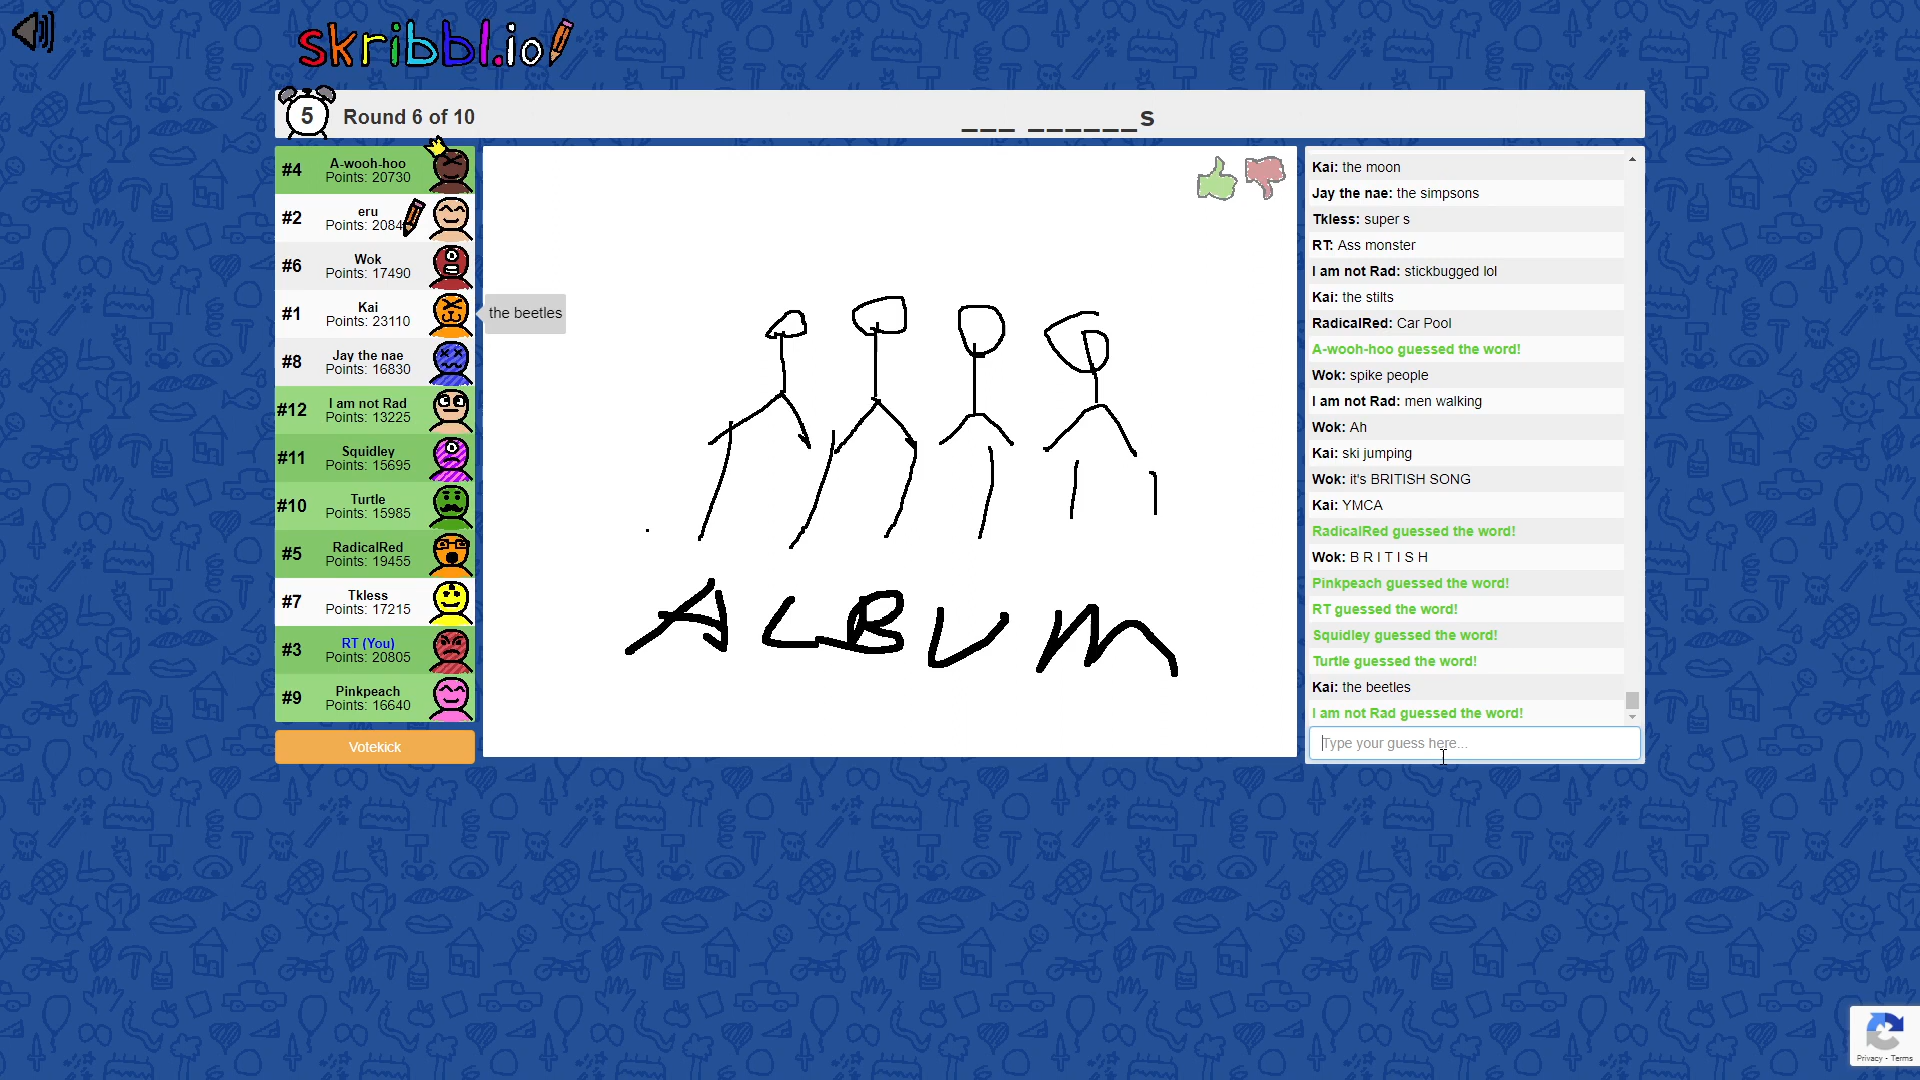 skribbl.io
5
Round 6 of 10
___ ______s
#4
A-wooh-hoo
Points: 20730
#2
eru
Points: 2084
#6
Wok
Points: 17490
#1
Kai
Points: 23110
the beetles
#8
Jay the nae
Points: 16830
#12
I am not Rad
Points: 13225
#11
Squidley
Points: 15695
#10
Turtle
Points: 15985
#5
RadicalRed
Points: 19455
#7
Tkless
Points: 17215
#3
RT (You)
Points: 20805
#9
Pinkpeach
Points: 16640
Votekick
ALBUM
Kai: the moon
Jay the nae: the simpsons
Tkless: super s
RT: Ass monster
I am not Rad: stickbugged lol
Kai: the stilts
RadicalRed: Car Pool
A-wooh-hoo guessed the word!
Wok: spike people
I am not Rad: men walking
Wok: Ah
Kai: ski jumping
Wok: it's BRITISH SONG
Kai: YMCA
RadicalRed guessed the word!
Wok: B R I T I S H
Pinkpeach guessed the word!
RT guessed the word!
Squidley guessed the word!
Turtle guessed the word!
Kai: the beetles
I am not Rad guessed the word!
Type your guess here...
Privacy - Terms